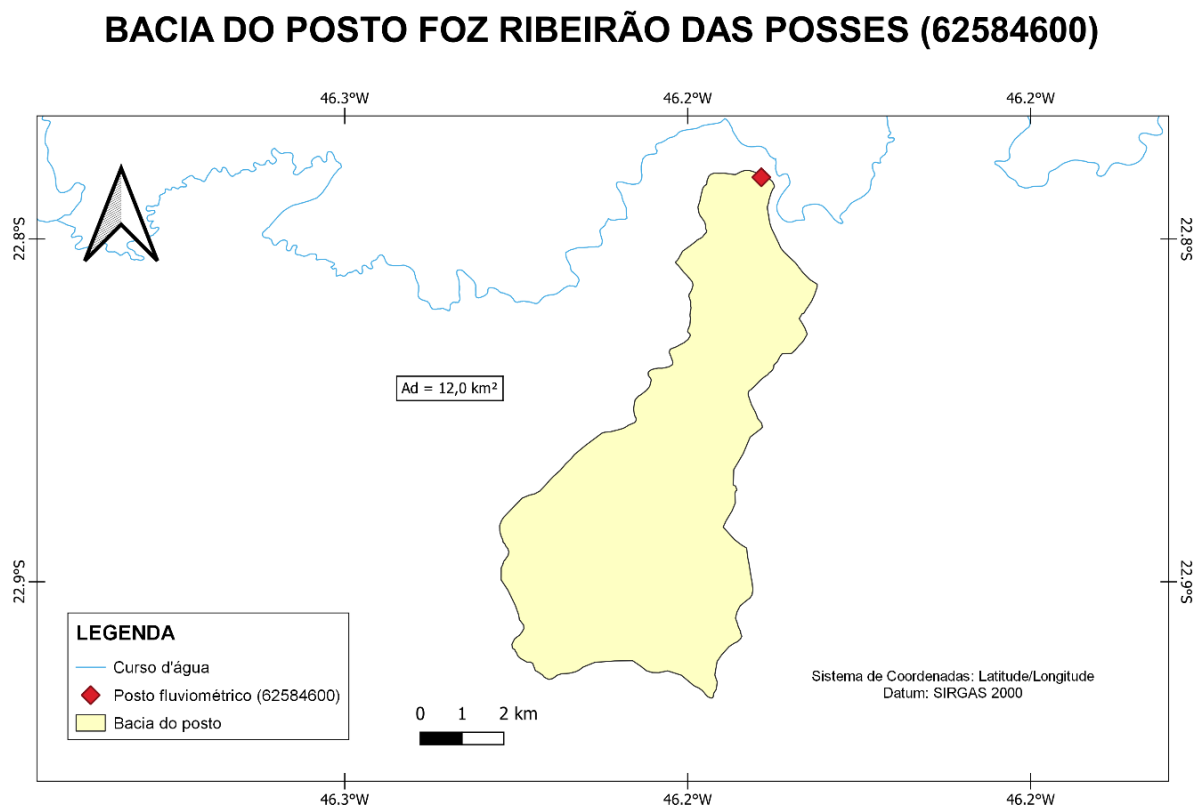 BACIA DO POSTO FOZ RIBEIRÃO DAS POSSES (62584600)
46.3°W 46.2°W 46.2°W
22.8°S 22.8°S
Ad = 12,0 km²
22.9°S 22.9°S
LEGENDA
Curso d'água
Posto fluviométrico (62584600)
Bacia do posto
0 1 2 km
Sistema de Coordenadas: Latitude/Longitude
Datum: SIRGAS 2000
46.3°W 46.2°W 46.2°W